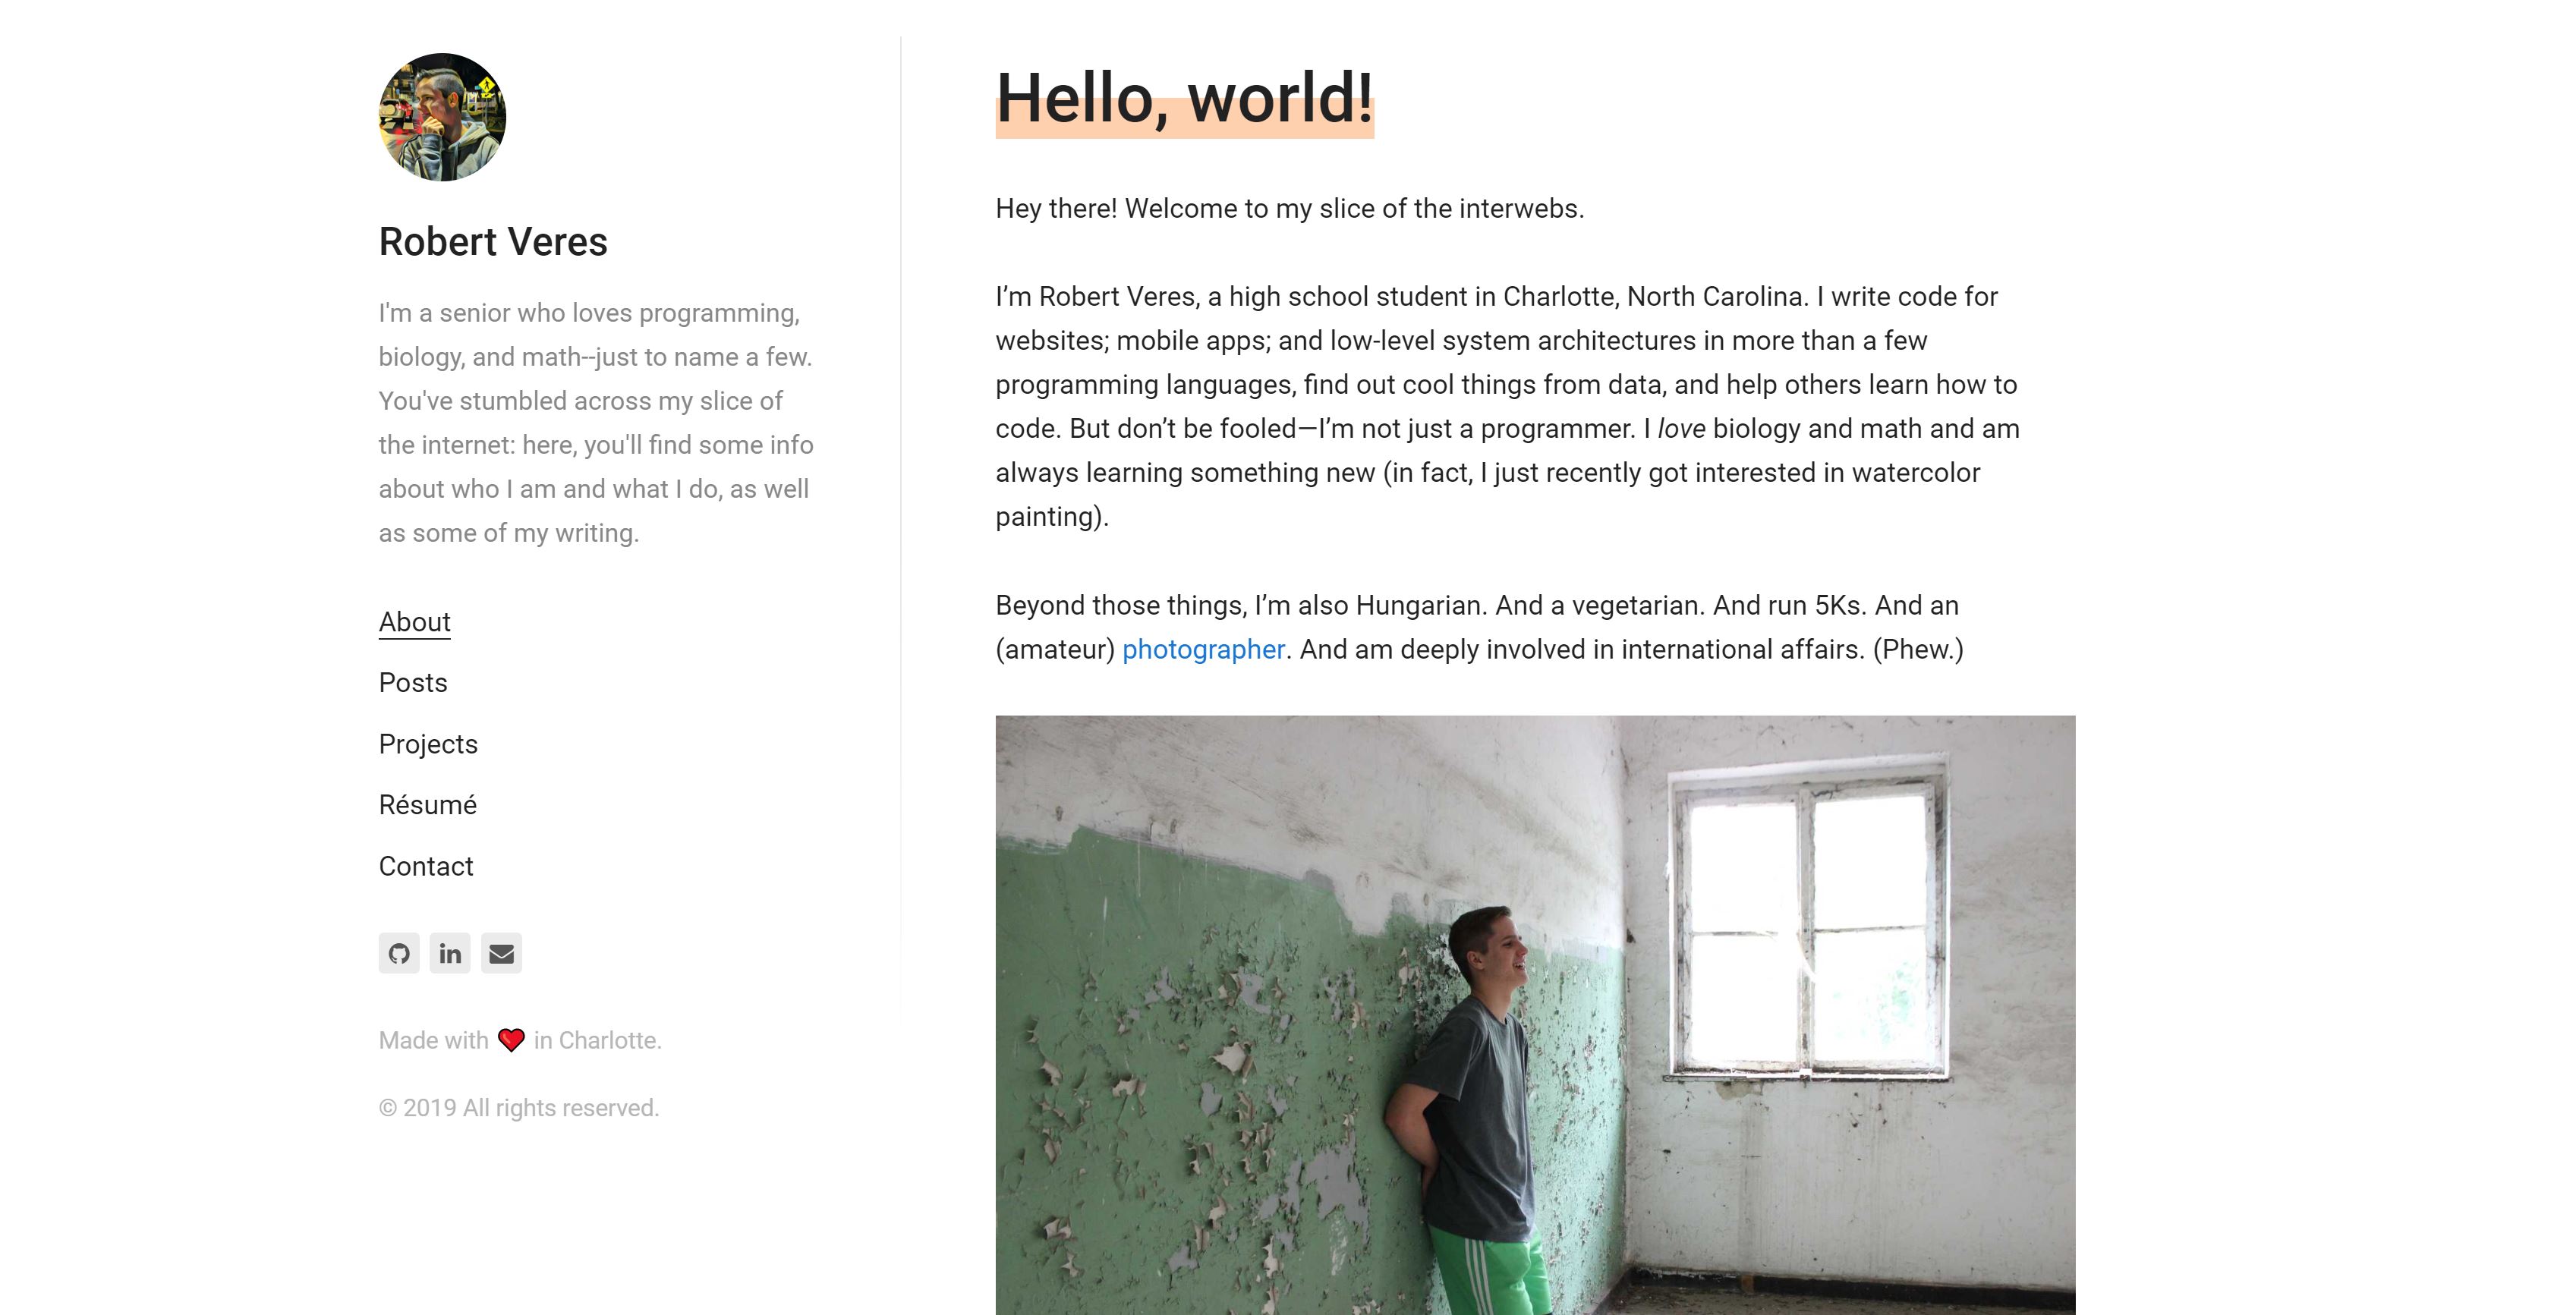 Robert Veres
I'm a senior who loves programming,
biology, and math--just to name a few.
You've stumbled across my slice of
the internet: here, you'll find some info
about who I am and what I do, as well
as some of my writing.
About
Posts
Projects
Résumé
Contact
in
Made with ❤️ in Charlotte.
© 2019 All rights reserved.
Hello, world!
Hey there! Welcome to my slice of the interwebs.
I’m Robert Veres, a high school student in Charlotte, North Carolina. I write code for
websites; mobile apps; and low-level system architectures in more than a few
programming languages, find out cool things from data, and help others learn how to
code. But don’t be fooled—I’m not just a programmer. I love biology and math and am
always learning something new (in fact, I just recently got interested in watercolor
painting).
Beyond those things, I’m also Hungarian. And a vegetarian. And run 5Ks. And an
(amateur) photographer. And am deeply involved in international affairs. (Phew.)